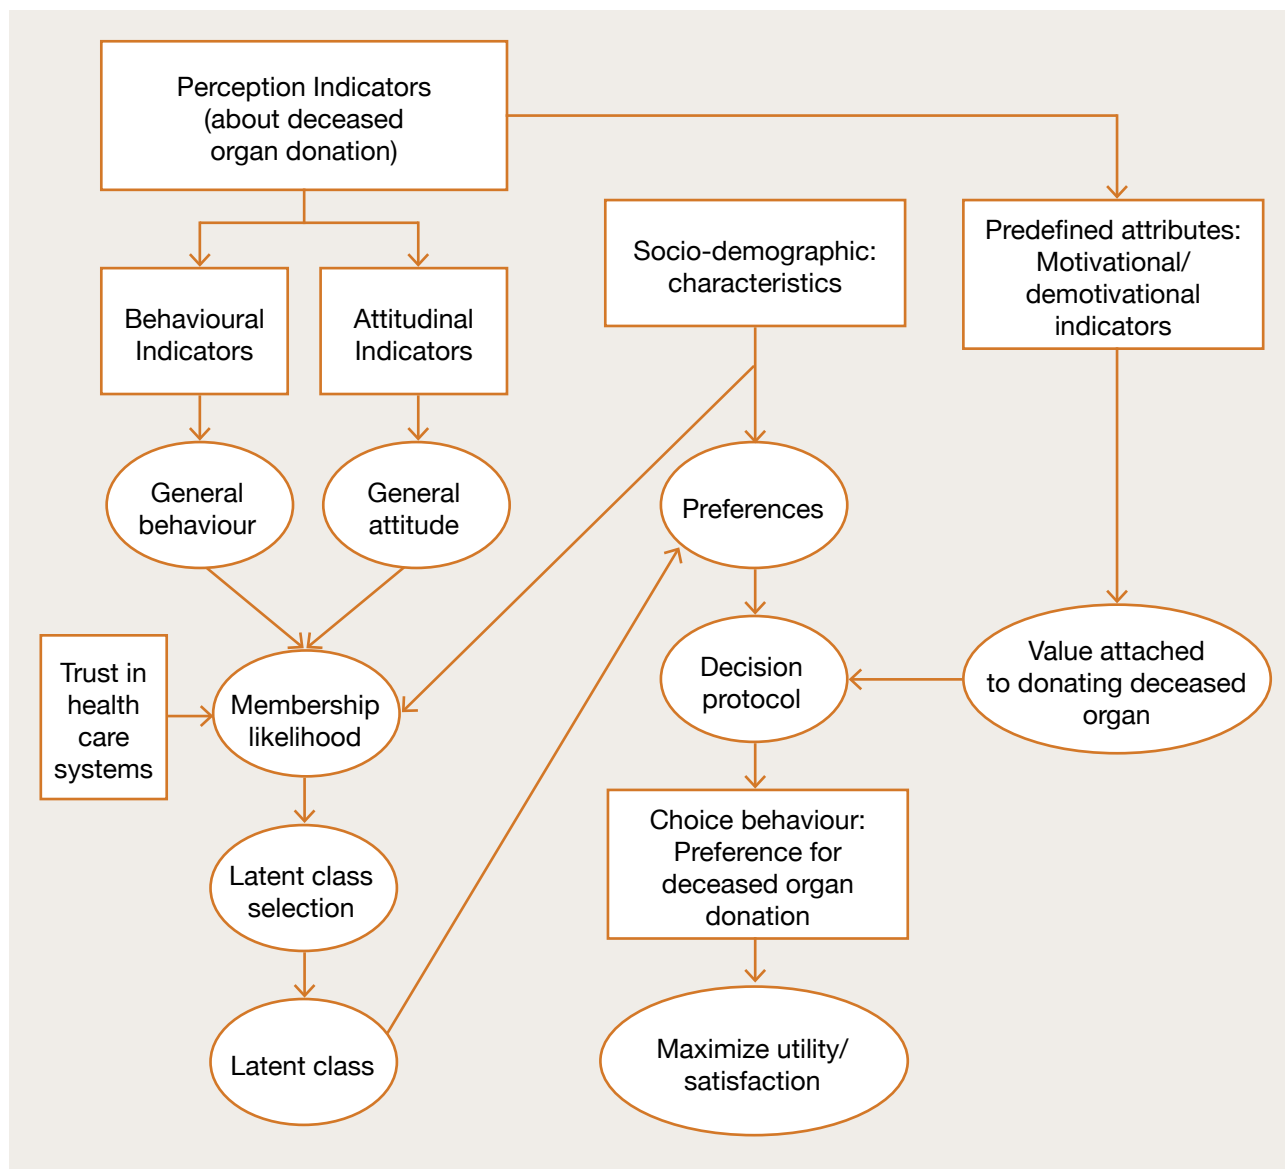 Perception Indicators
(about deceased
organ donation)
Socio-demographic:
characteristics
Predefined attributes:
Motivational/
demotivational
indicators
Behavioural
Indicators
Attitudinal
Indicators
General
behaviour
General
attitude
Preferences
Trust in
health
care
systems
Membership
likelihood
Decision
protocol
Value attached
to donating deceased
organ
Latent class
selection
Choice behaviour:
Preference for
deceased organ
donation
Latent class
Maximize utility/
satisfaction